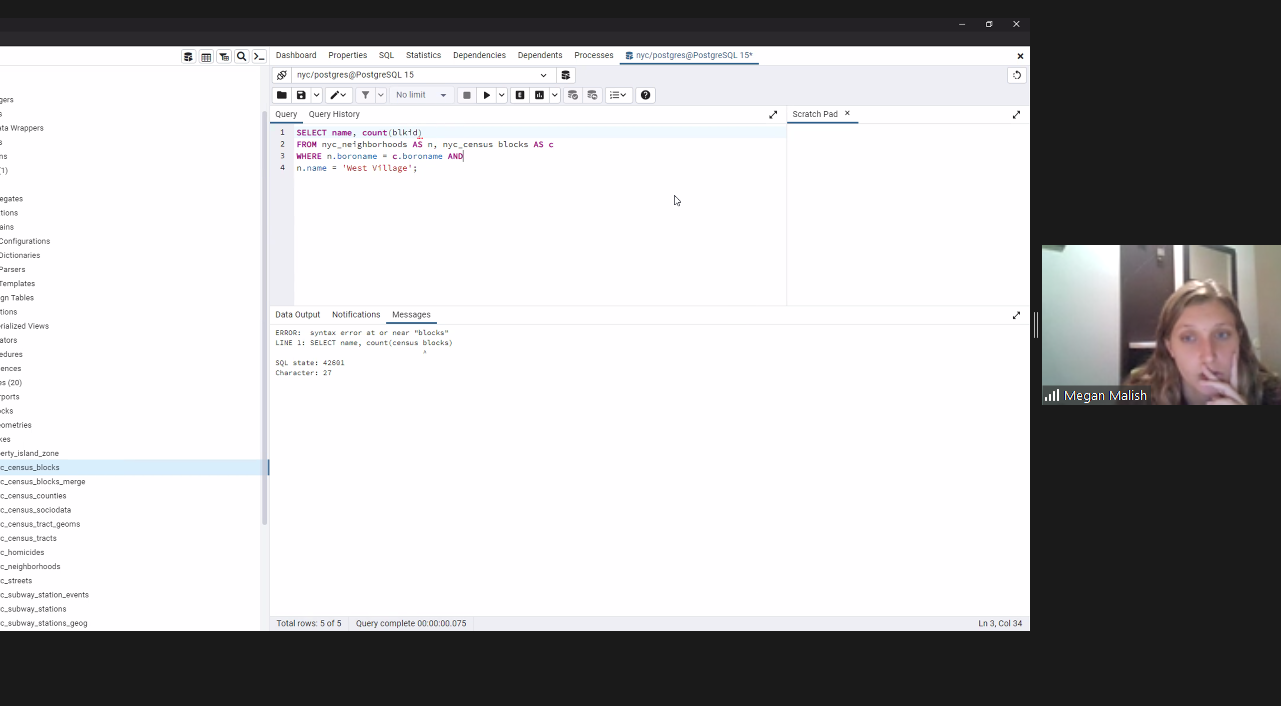 Dashboard Properties SQL Statistics Dependencies Dependents Processes nyc/postgres@PostgreSQL 15*
nyc/postgres@PostgreSQL 15
No limit
Query Query History
Scratch Pad
1 SELECT name, count(blkid)
2 FROM nyc_neighborhoods AS n, nyc_census blocks AS c
3 WHERE n.boroname = c.boroname AND
4 n.name = 'West Village';
Data Output Notifications Messages
ERROR: syntax error at or near "blocks"
LINE 1: SELECT name, count(census blocks)
^
SQL state: 42601
Character: 27
Total rows: 5 of 5 Query complete 00:00:00.075 Ln 3, Col 34
gers
s
ata Wrappers
s
ns
(1)
egates
tions
ains
Configurations
Dictionaries
Parsers
Templates
gn Tables
tions
erialized Views
ators
edures
ences
es (20)
rports
ocks
eometries
kes
erty_island_zone
c_census_blocks
c_census_blocks_merge
c_census_counties
c_census_sociodata
c_census_tract_geoms
c_census_tracts
c_homicides
c_neighborhoods
c_streets
c_subway_station_events
c_subway_stations
c_subway_stations_geog
Megan Malish